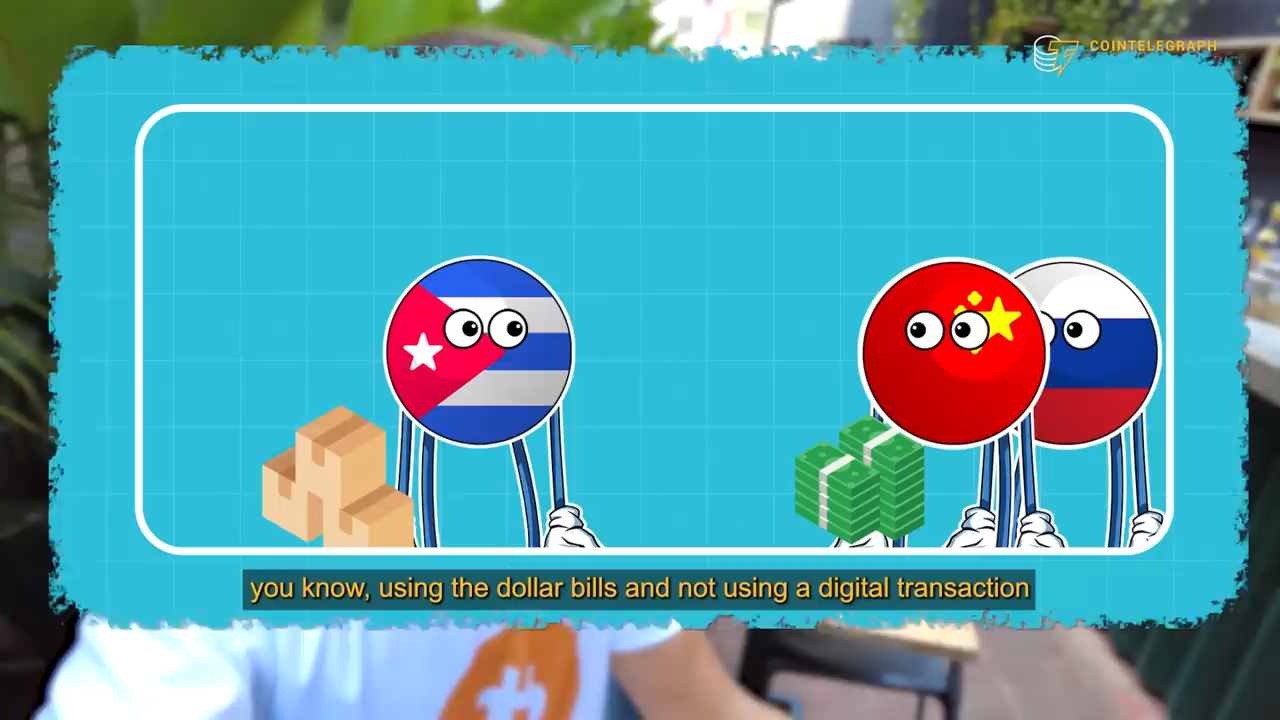 COINTELEGRAPH
you know, using the dollar bills and not using a digital transaction